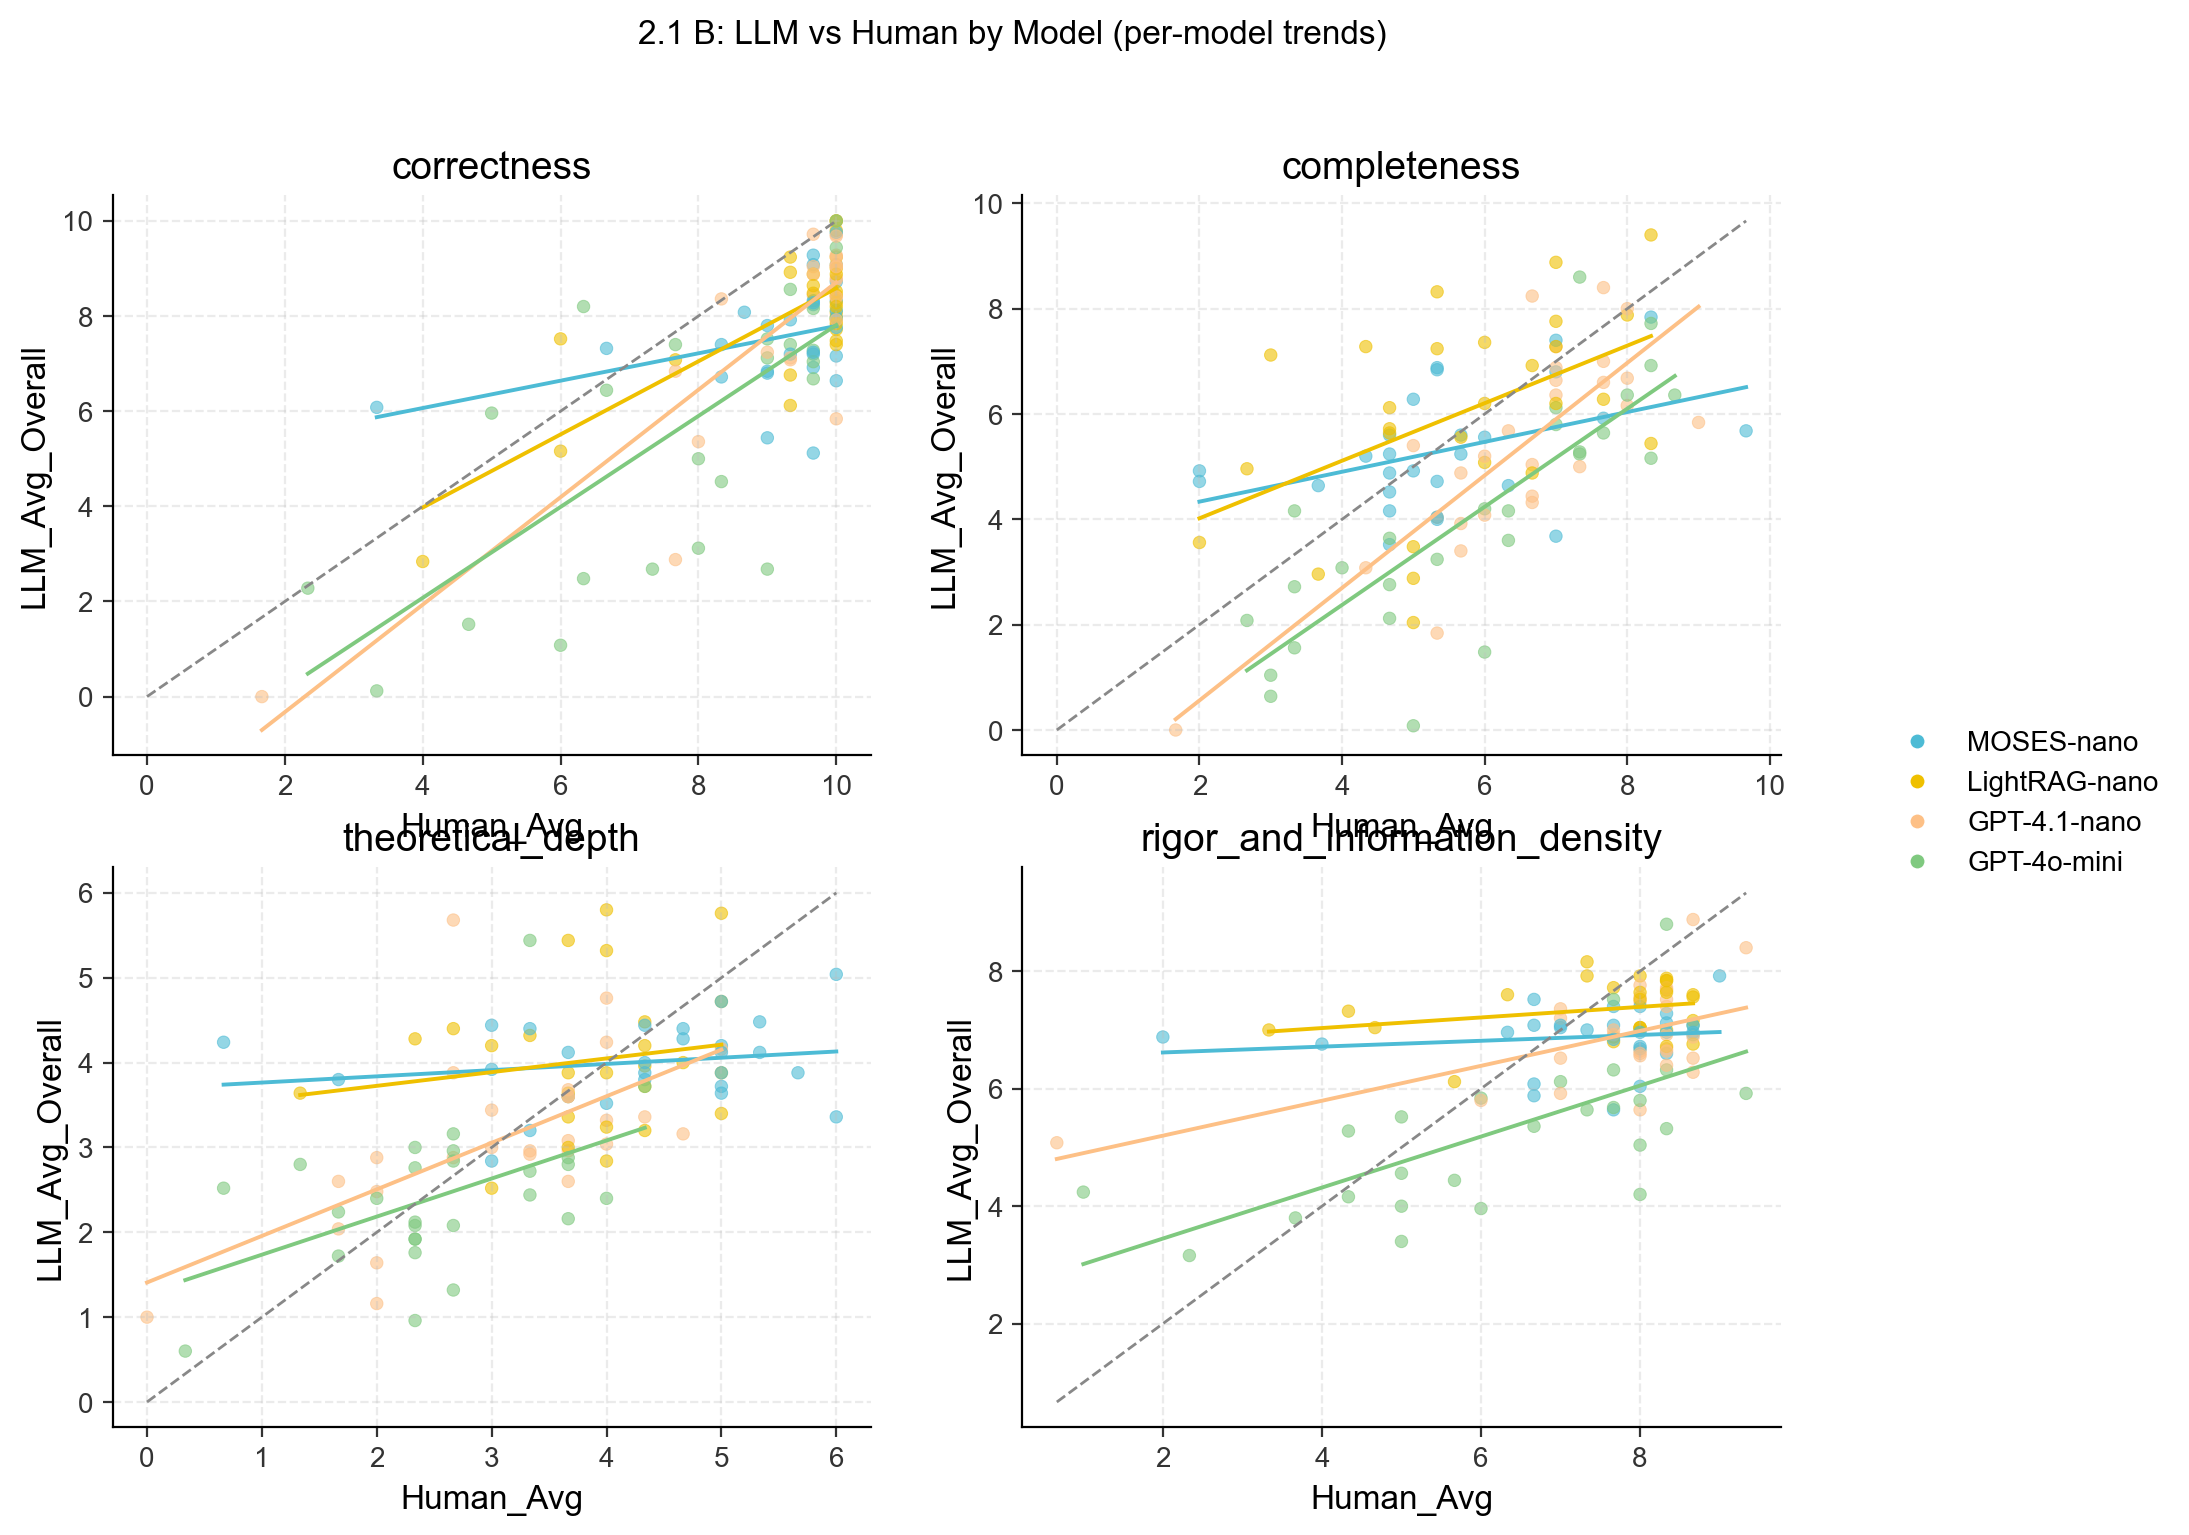 2.1 B: LLM vs Human by Model (per-model trends)
correctness
LLM_Avg_Overall
10
8
6
4
2
0
0 2 4 6 8 10
Human_Avg
completeness
LLM_Avg_Overall
10
8
6
4
2
0
0 2 4 6 8 10
Human_Avg
theoretical_depth
LLM_Avg_Overall
6
5
4
3
2
1
0
0 1 2 3 4 5 6
Human_Avg
rigor_and_information_density
LLM_Avg_Overall
8
6
4
2
2 4 6 8
Human_Avg
MOSES-nano
LightRAG-nano
GPT-4.1-nano
GPT-4o-mini